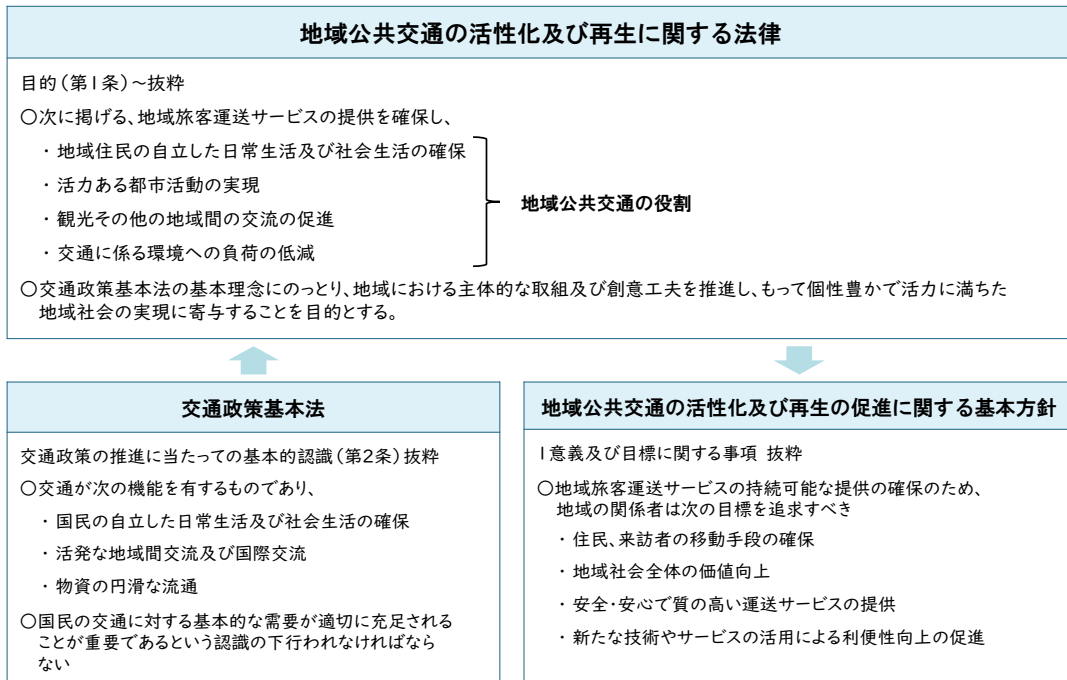 地域公共交通の活性化及び再生に関する法律
目的(第1条)～抜粋
○次に掲げる、地域旅客運送サービスの提供を確保し、
・地域住民の自立した日常生活及び社会生活の確保
・活力ある都市活動の実現
・観光その他の地域間の交流の促進
・交通に係る環境への負荷の低減
地域公共交通の役割
○交通政策基本法の基本理念にのっとり、地域における主体的な取組及び創意工夫を推進し、もって個性豊かで活力に満ちた
地域社会の実現に寄与することを目的とする。
交通政策基本法
交通政策の推進に当たっての基本的認識(第2条)抜粋
○交通が次の機能を有するものであり、
・国民の自立した日常生活及び社会生活の確保
・活発な地域間交流及び国際交流
・物資の円滑な流通
○国民の交通に対する基本的な需要が適切に充足される
ことが重要であるという認識の下行われなければなら
ない
地域公共交通の活性化及び再生の促進に関する基本方針
1意義及び目標に関する事項 抜粋
○地域旅客運送サービスの持続可能な提供の確保のため、
地域の関係者は次の目標を追求すべき
・住民、来訪者の移動手段の確保
・地域社会全体の価値向上
・安全・安心で質の高い運送サービスの提供
・新たな技術やサービスの活用による利便性向上の促進